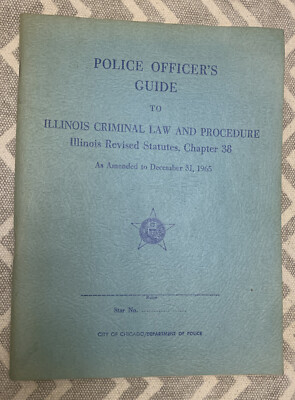 POLICE OFFICER'S
GUIDE
TO
ILLINOIS CRIMINAL LAW AND PROCEDURE
Illinois Revised Statutes, Chapter 38
As Amended to December 31, 1965
Star No.
CITY OF CHICAGO/DEPARTMENT OF POLICE